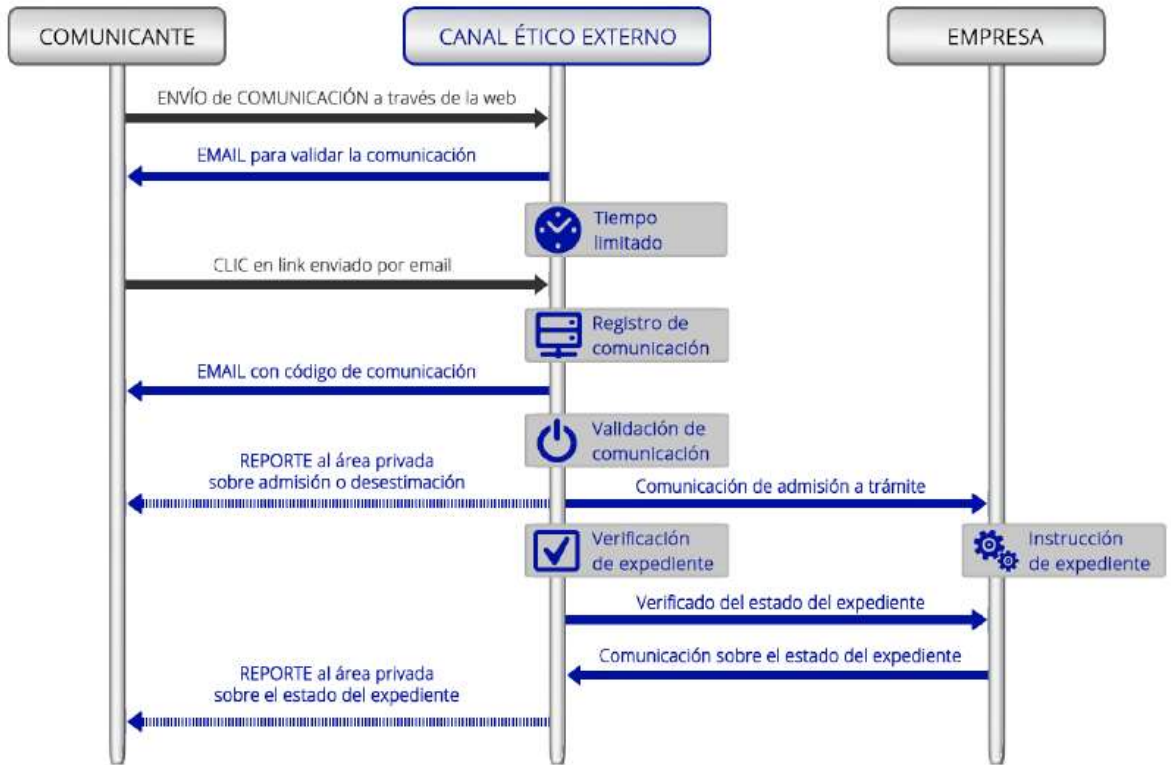 COMUNICANTE
CANAL ÉTICO EXTERNO
EMPRESA
ENVÍO de COMUNICACIÓN a través de la web
EMAIL para validar la comunicación
Tiempo
limitado
CLIC en link enviado por email
Registro de
comunicación
EMAIL con código de comunicación
Validación de
comunicación
REPORTE al área privada
sobre admisión o desestimación
Comunicación de admisión a trámite
Verificación
de expediente
Instrucción
de expediente
Verificado del estado del expediente
Comunicación sobre el estado del expediente
REPORTE al área privada
sobre el estado del expediente